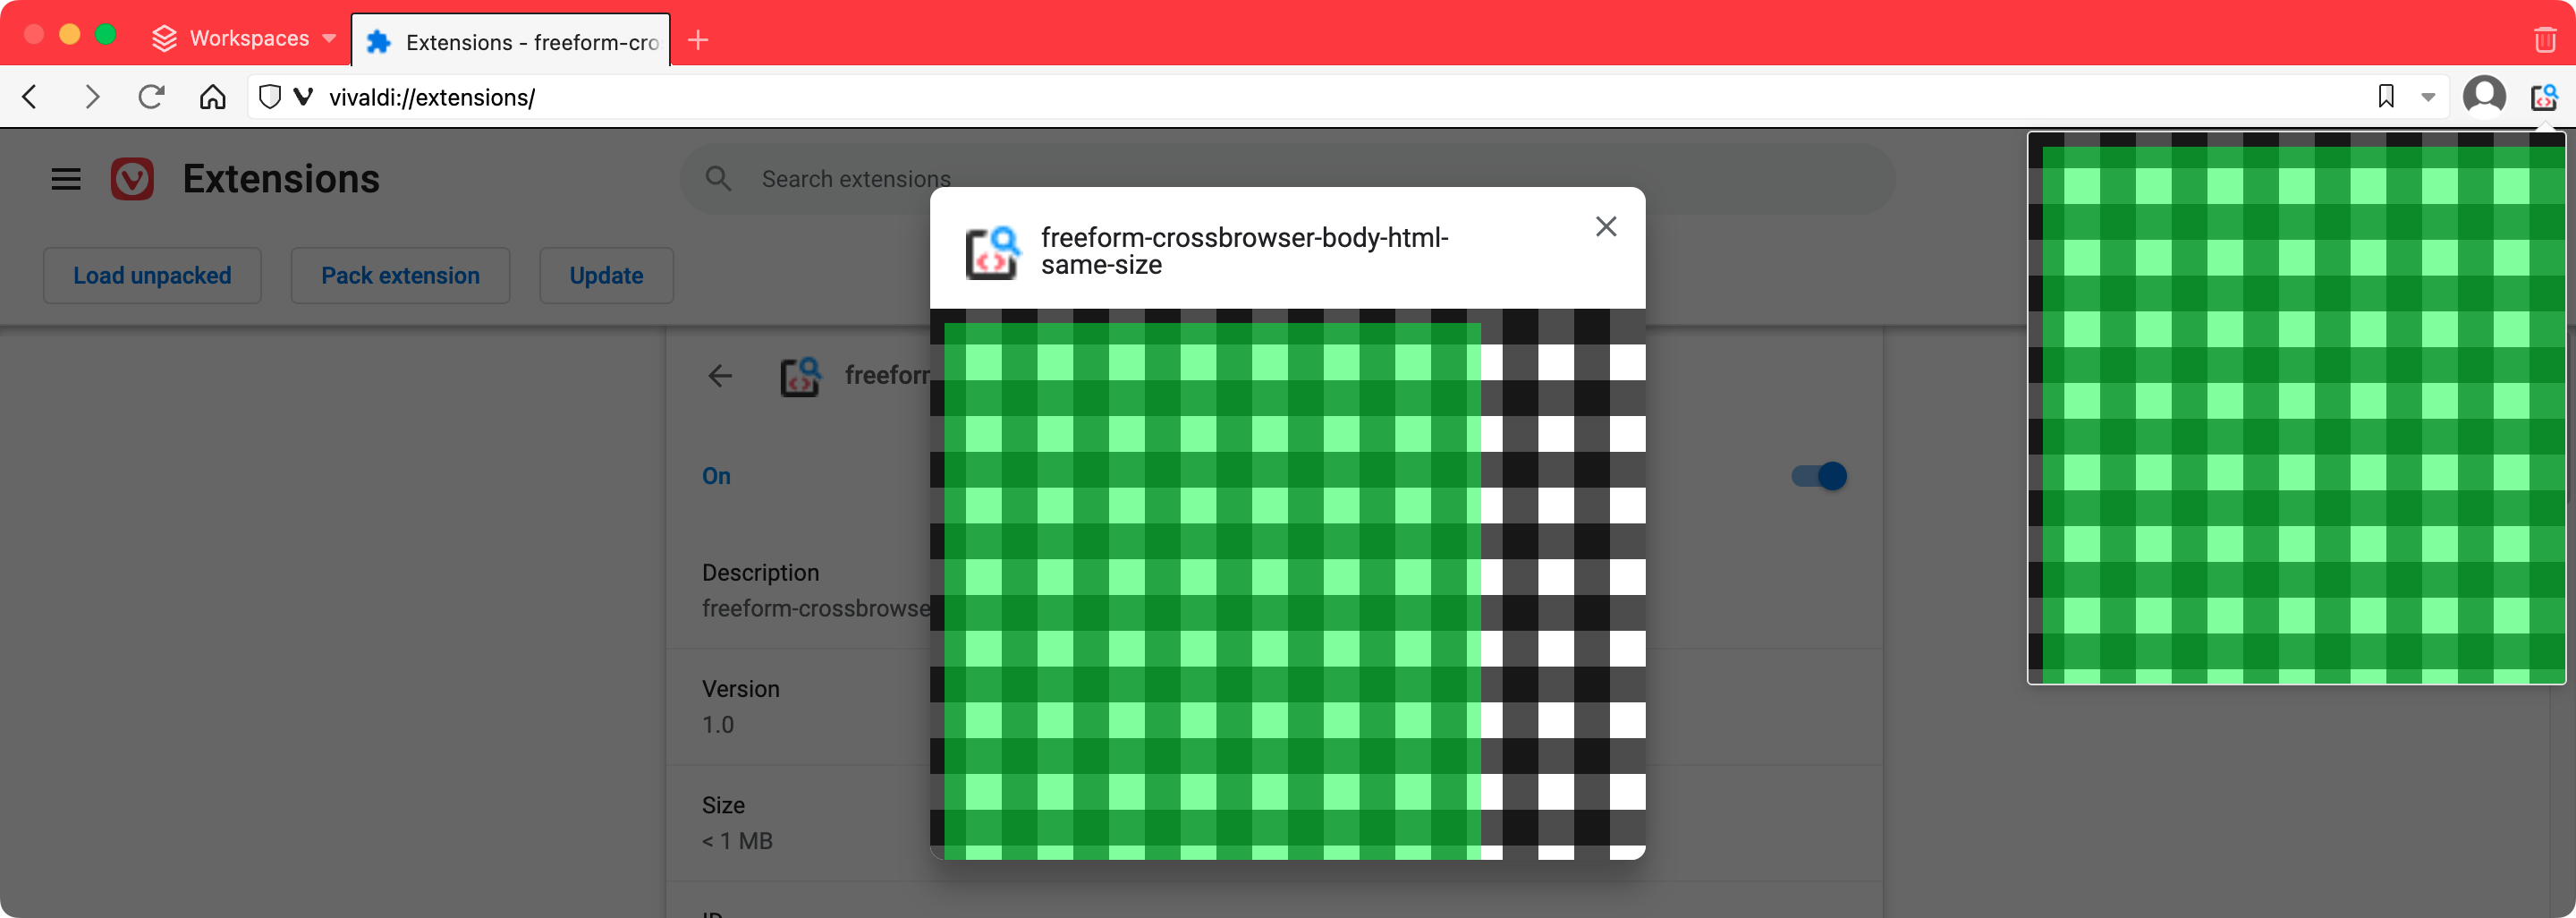 Workspaces
Extensions - freeform-cro
vivaldi://extensions/
Extensions
Search extensions
Load unpacked
Pack extension
Update
freeform-crossbrowser-body-html-
same-size
freeforr
On
Description
freeform-crossbrowse
Version
1.0
Size
< 1 MB
ID